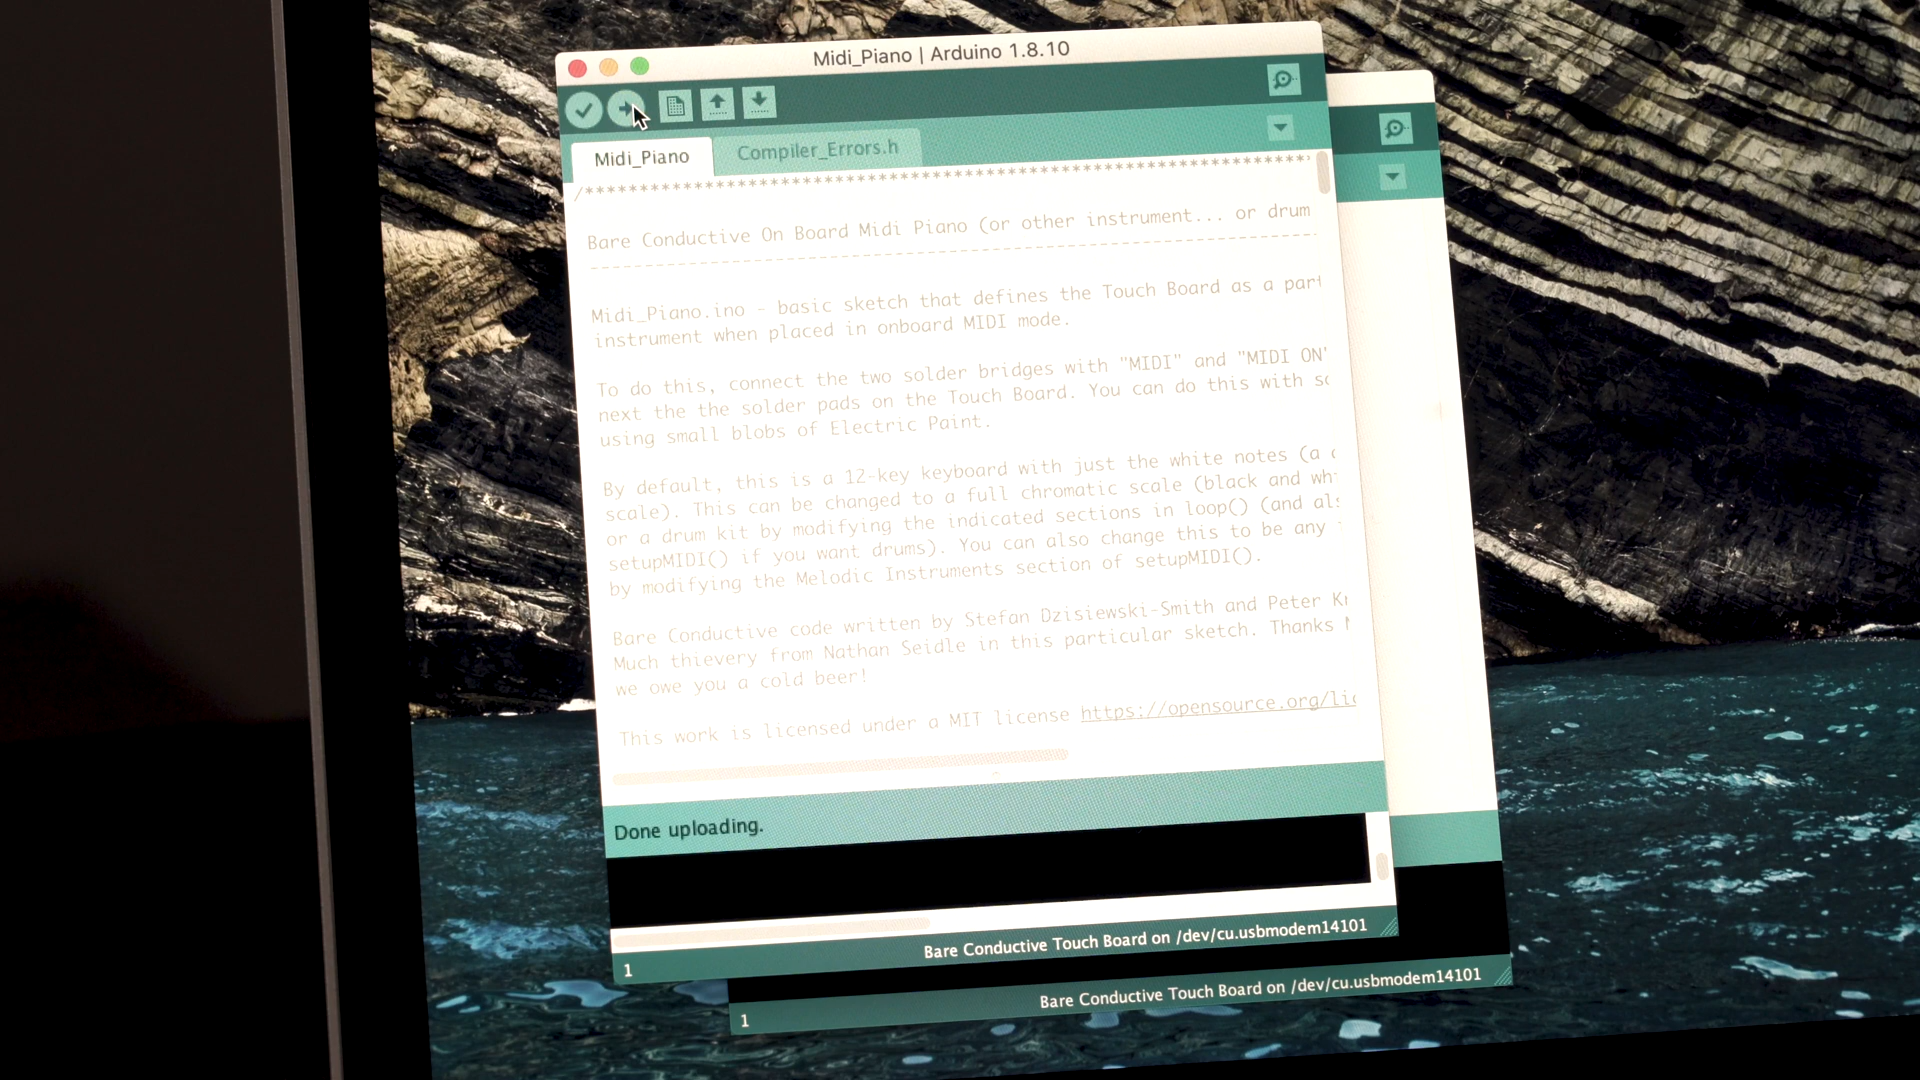 Midi_Piano | Arduino 1.8.10
Midi_Piano
Compiler_Errors.h
/******************************************************************
Bare Conductive On Board Midi Piano (or other instrument... or drum
------------------------------------------------------------------
Midi_Piano.ino - basic sketch that defines the Touch Board as a
instrument when placed in onboard MIDI mode.
To do this, connect the two solder bridges with "MIDI" and "MIDI ON"
next the the solder pads on the Touch Board. You can do this with
using small blobs of Electric Paint.
By default, this is a 12-key keyboard with just the white notes (a
scale). This can be changed to a full chromatic scale (black and
or a drum kit by modifying the indicated sections in loop() (and
setupMIDI() if you want drums). You can also change this to be any
by modifying the Melodic Instruments section of setupMIDI().
Bare Conductive code written by Stefan Dzisiewski-Smith and Peter
Much thievery from Nathan Seidle in this particular sketch. Thanks
we owe you a cold beer!
This work is licensed under a MIT license https://opensource.org/lic
Done uploading.
1
Bare Conductive Touch Board on /dev/cu.usbmodem14101
1
Bare Conductive Touch Board on /dev/cu.usbmodem14101